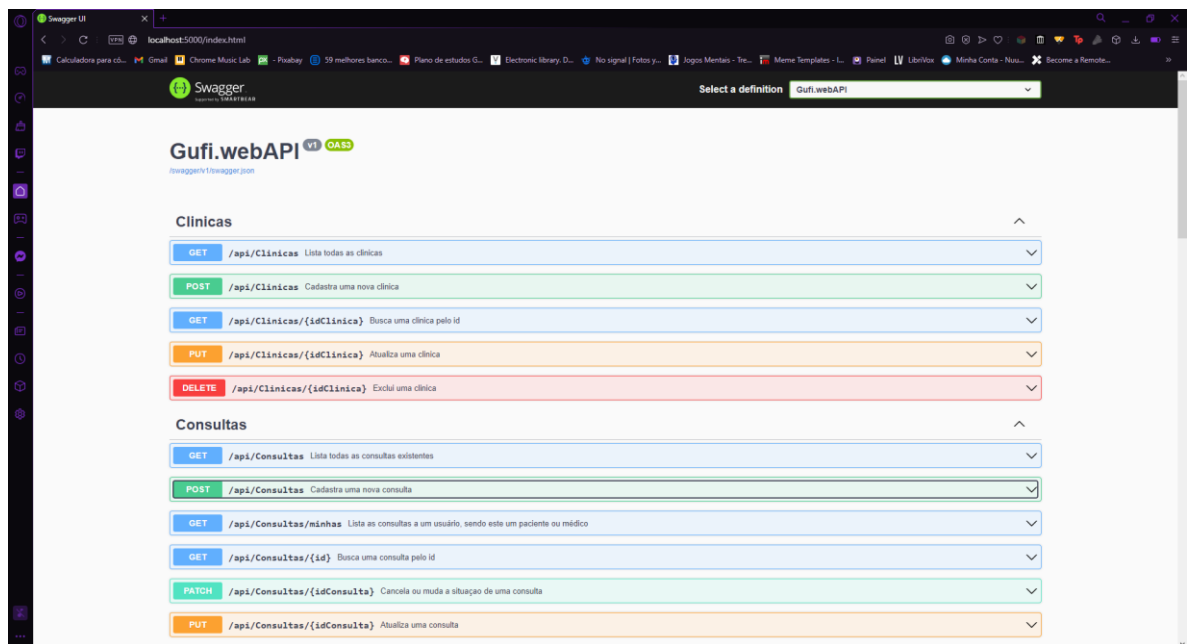 Swagger UI
VPN localhost:5000/index.html
Calculadora para có... Gmail Chrome Music Lab - Pixabay 59 melhores banco... Plano de estudos G... Electronic library. D... No signal | Fotos y... Jogos Mentais - Tre... Meme Templates - I... Painel LibriVox Minha Conta - Nuu... Become a Remote...
Swagger Select a definition Gufi.webAPI
Supported by SMARTBEAR
Gufi.webAPI v1 OAS3
/swagger/v1/swagger.json
Clinicas
GET /api/Clinicas Lista todas as clinicas
POST /api/Clinicas Cadastra uma nova clinica
GET /api/Clinicas/{idClinica} Busca uma clinica pelo id
PUT /api/Clinicas/{idClinica} Atualiza uma clinica
DELETE /api/Clinicas/{idClinica} Exclui uma clinica
Consultas
GET /api/Consultas Lista todas as consultas existentes
POST /api/Consultas Cadastra uma nova consulta
GET /api/Consultas/minhas Lista as consultas a um usuário, sendo este um paciente ou médico
GET /api/Consultas/{id} Busca uma consulta pelo id
PATCH /api/Consultas/{idConsulta} Cancela ou muda a situaçao de uma consulta
PUT /api/Consultas/{idConsulta} Atualiza uma consulta